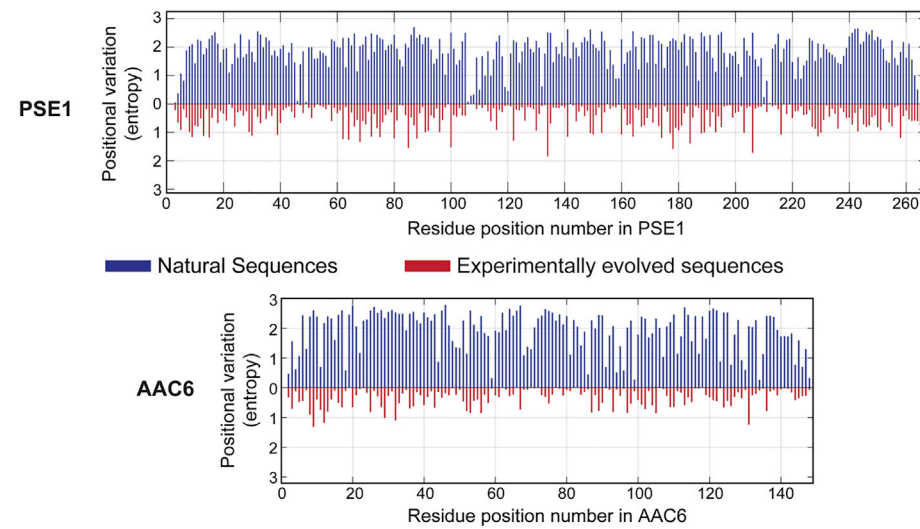 PSE1
Positional variation
(entropy)
3
2
1
0
1
2
3
0 20 40 60 80 100 120 140 160 180 200 220 240 260
Residue position number in PSE1
Natural Sequences
Experimentally evolved sequences
AAC6
Positional variation
(entropy)
3
2
1
0
1
2
3
0 20 40 60 80 100 120 140
Residue position number in AAC6